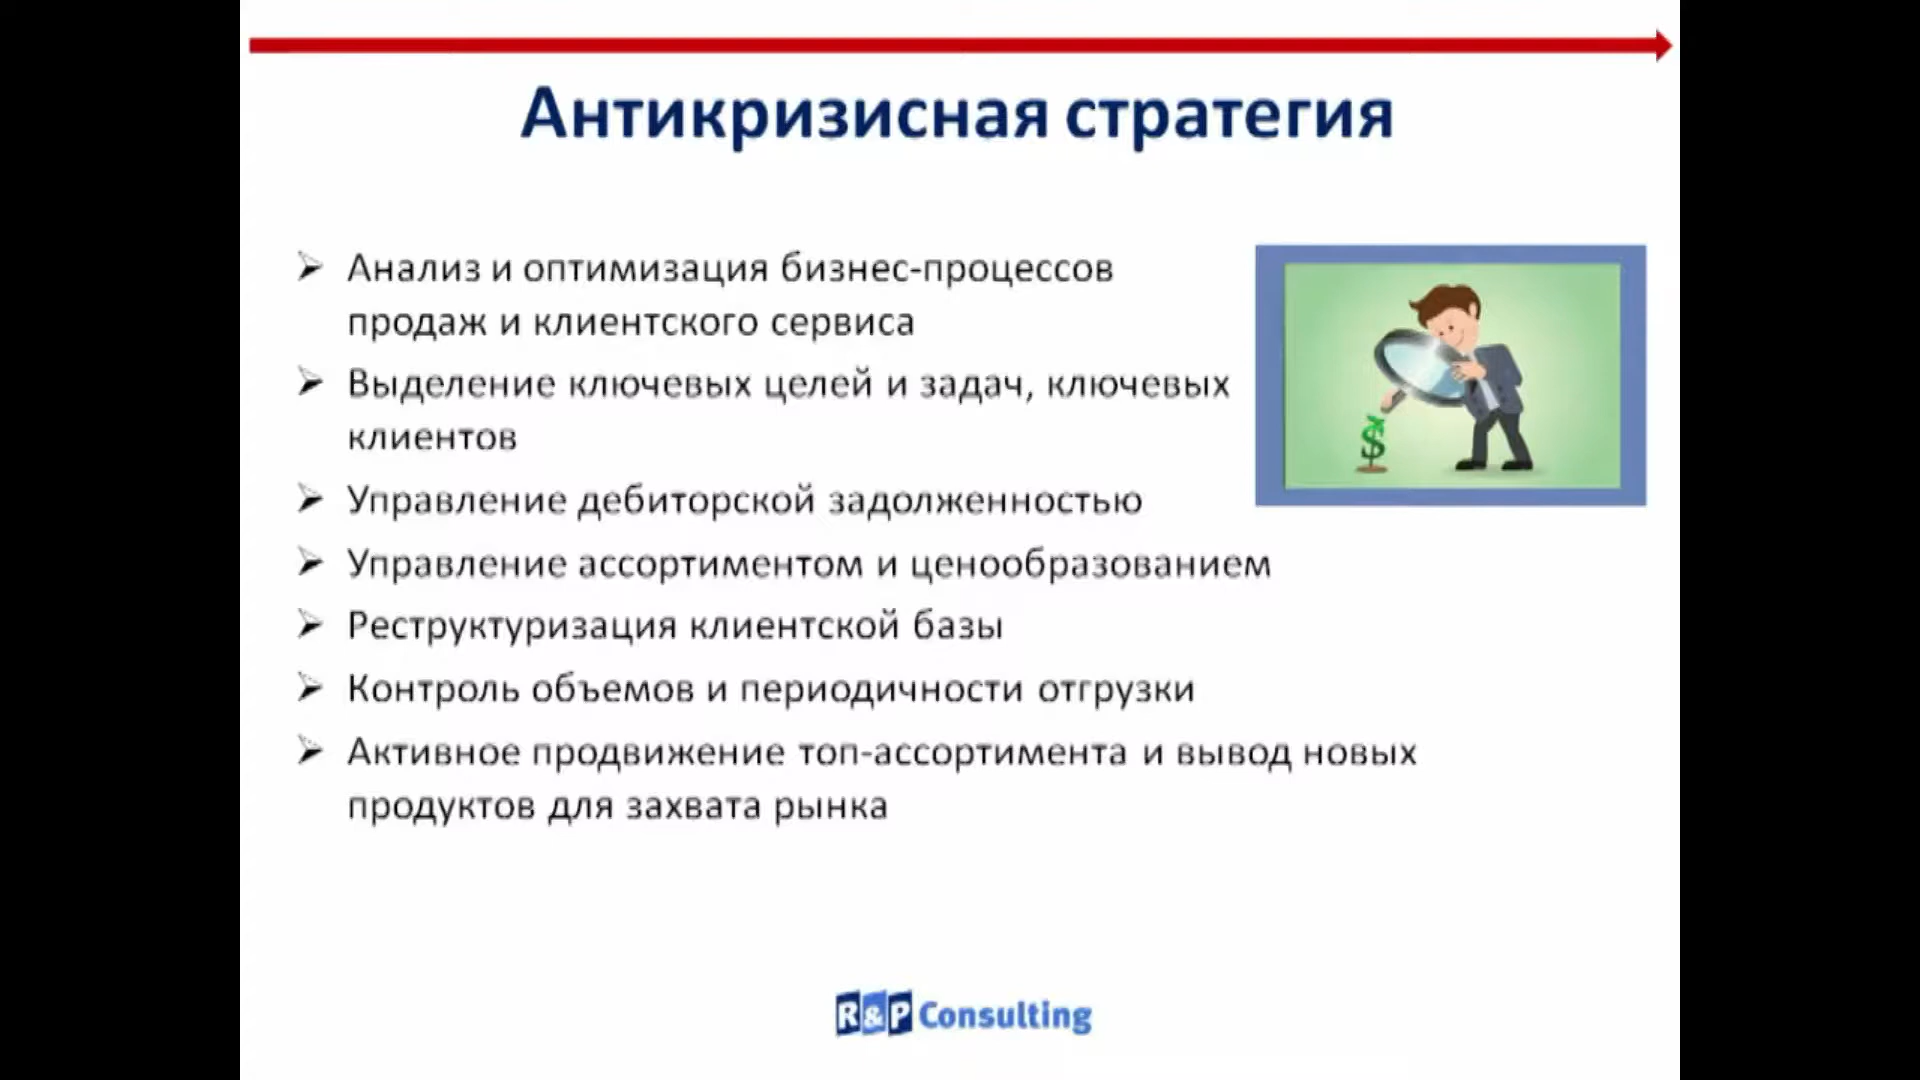 Антикризисная стратегия
Анализ и оптимизация бизнес-процессов
продаж и клиентского сервиса
Выделение ключевых целей и задач, ключевых
клиентов
Управление дебиторской задолженностью
Управление ассортиментом и ценообразованием
Реструктуризация клиентской базы
Контроль объемов и периодичности отгрузки
Активное продвижение топ-ассортимента и вывод новых
продуктов для захвата рынка
$
R&P Consulting